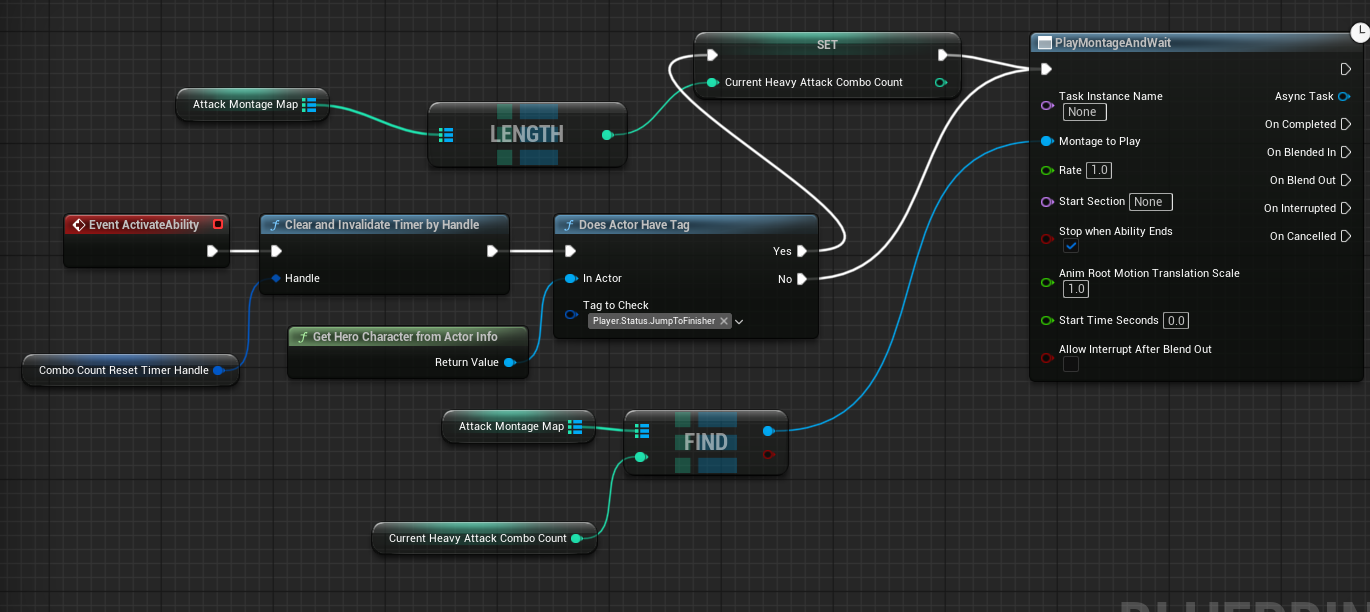 SET
Current Heavy Attack Combo Count
Attack Montage Map
LENGTH
PlayMontageAndWait
Task Instance Name
None
Async Task
On Completed
Montage to Play
On Blended In
Rate 1.0
On Blend Out
Start Section None
On Interrupted
Stop when Ability Ends
On Cancelled
Anim Root Motion Translation Scale
1.0
Start Time Seconds 0.0
Allow Interrupt After Blend Out
Event ActivateAbility
Clear and Invalidate Timer by Handle
Handle
Does Actor Have Tag
Yes
In Actor
No
Tag to Check
Player.Status.JumpToFinisher
Get Hero Character from Actor Info
Return Value
Combo Count Reset Timer Handle
Attack Montage Map
FIND
Current Heavy Attack Combo Count